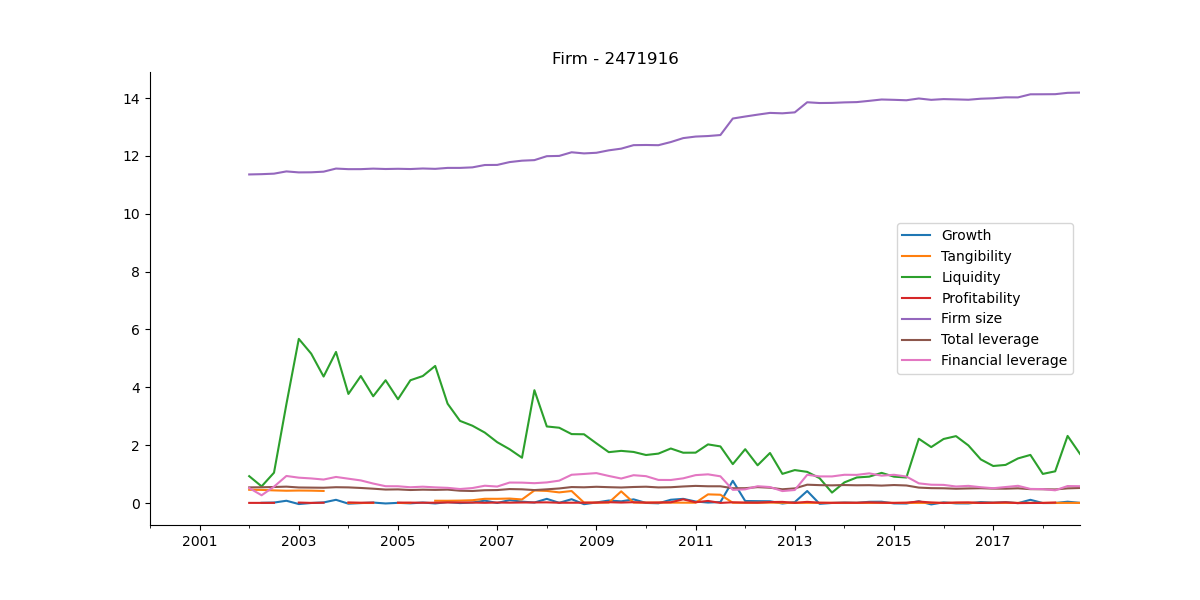 Firm - 2471916
14
12
10
8
6
4
2
0
Growth
Tangibility
Liquidity
Profitability
Firm size
Total leverage
Financial leverage
2001 2003 2005 2007 2009 2011 2013 2015 2017